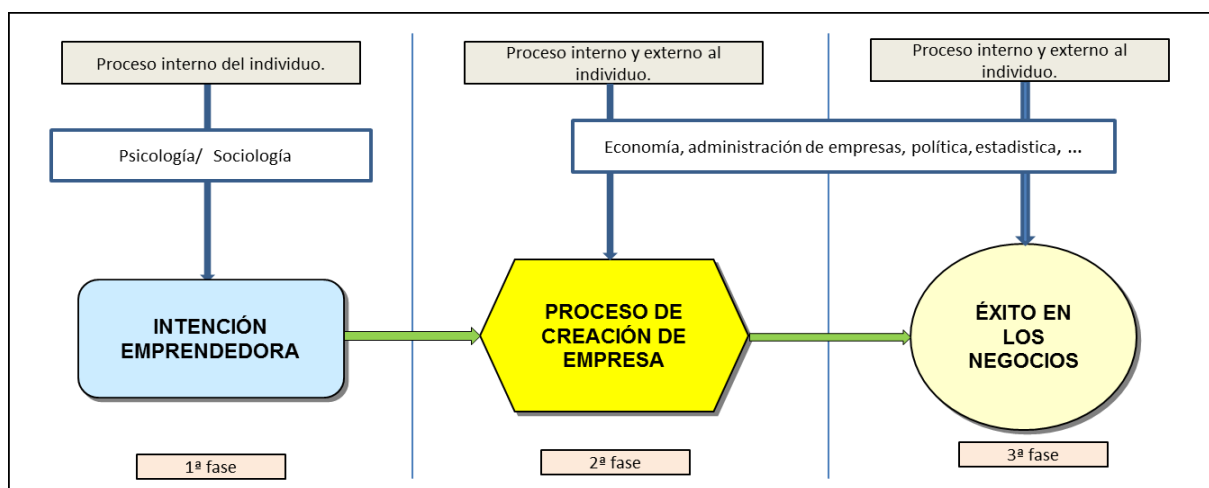 Proceso interno del individuo.
Proceso interno y externo al
individuo.
Proceso interno y externo al
individuo.
Psicología/ Sociología
Economía, administración de empresas, política, estadistica, ...
INTENCIÓN
EMPRENDEDORA
PROCESO DE
CREACIÓN DE
EMPRESA
ÉXITO EN
LOS
NEGOCIOS
1ª fase
2ª fase
3ª fase